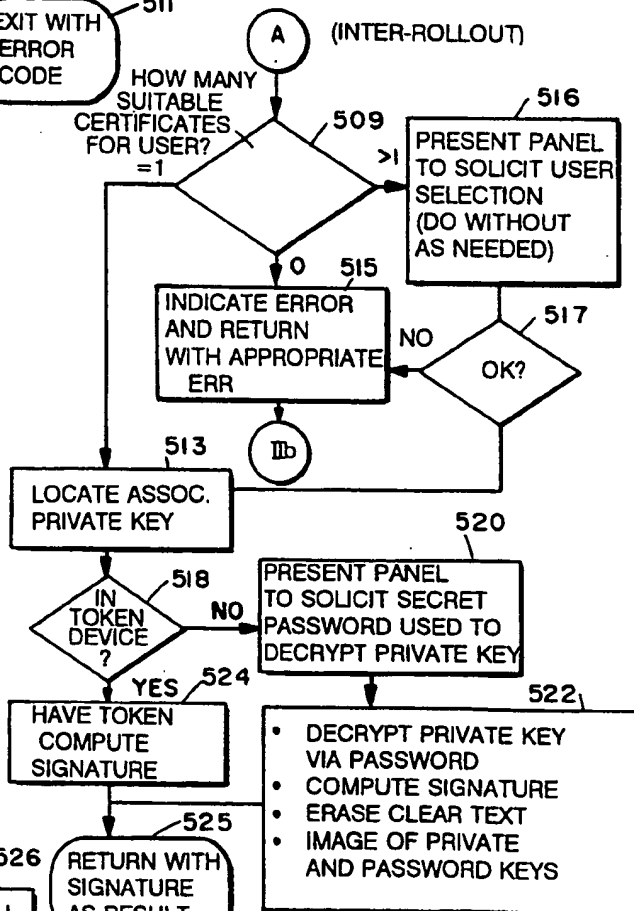 511
EXIT WITH
ERROR
CODE
A
(INTER-ROLLOUT)
HOW MANY
SUITABLE
CERTIFICATES
FOR USER?
=1
509
>1
516
PRESENT PANEL
TO SOLICIT USER
SELECTION
(DO WITHOUT
AS NEEDED)
0
515
INDICATE ERROR
AND RETURN
WITH APPROPRIATE
ERR
NO
517
OK?
IIb
513
LOCATE ASSOC.
PRIVATE KEY
518
IN
TOKEN
DEVICE
?
NO
520
PRESENT PANEL
TO SOLICIT SECRET
PASSWORD USED TO
DECRYPT PRIVATE KEY
YES
524
HAVE TOKEN
COMPUTE
SIGNATURE
522
• DECRYPT PRIVATE KEY
VIA PASSWORD
• COMPUTE SIGNATURE
• ERASE CLEAR TEXT
• IMAGE OF PRIVATE
AND PASSWORD KEYS
525
526
RETURN WITH
SIGNATURE
AS RESULT